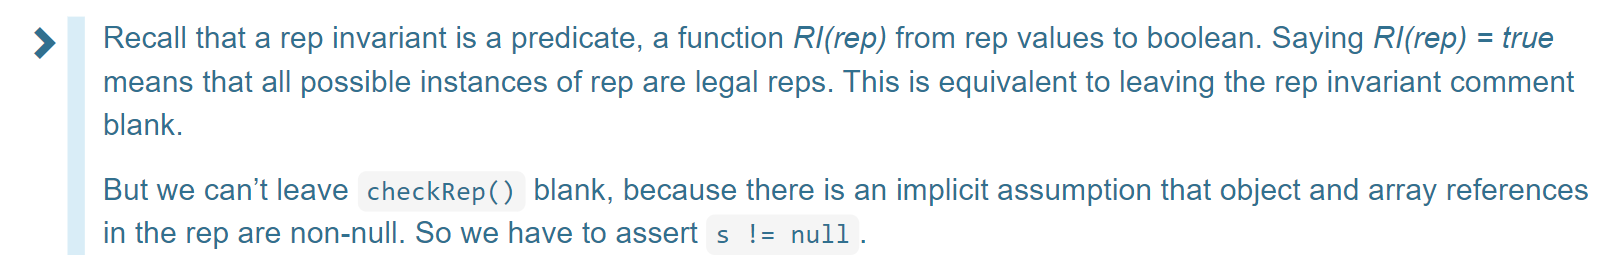 Recall that a rep invariant is a predicate, a function RI(rep) from rep values to boolean. Saying RI(rep) = true
means that all possible instances of rep are legal reps. This is equivalent to leaving the rep invariant comment
blank.
But we can’t leave checkRep() blank, because there is an implicit assumption that object and array references
in the rep are non-null. So we have to assert s != null .